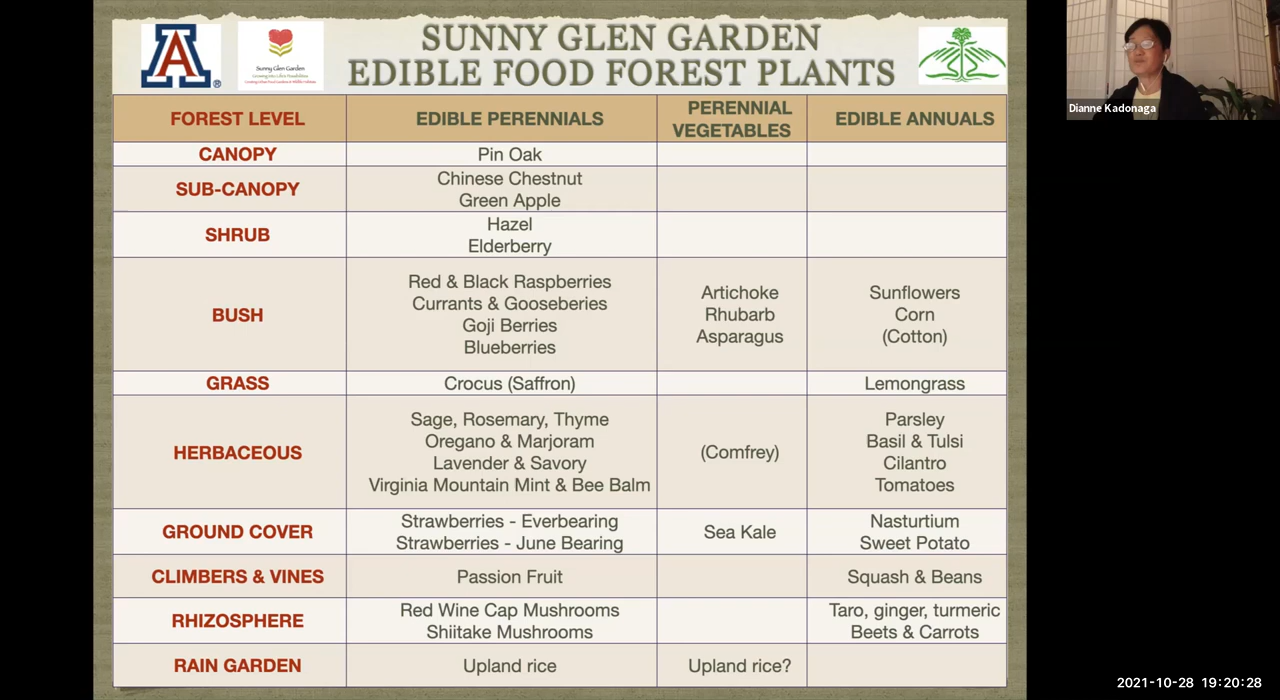 SUNNY GLEN GARDEN
EDIBLE FOOD FOREST PLANTS
A
®
Sunny Glen Garden
Dianne Kadonaga
FOREST LEVEL
EDIBLE PERENNIALS
PERENNIAL
VEGETABLES
EDIBLE ANNUALS
CANOPY
Pin Oak
SUB-CANOPY
Chinese Chestnut
Green Apple
SHRUB
Hazel
Elderberry
BUSH
Red & Black Raspberries
Currants & Gooseberies
Goji Berries
Blueberries
Artichoke
Rhubarb
Asparagus
Sunflowers
Corn
(Cotton)
GRASS
Crocus (Saffron)
Lemongrass
HERBACEOUS
Sage, Rosemary, Thyme
Oregano & Marjoram
Lavender & Savory
Virginia Mountain Mint & Bee Balm
(Comfrey)
Parsley
Basil & Tulsi
Cilantro
Tomatoes
GROUND COVER
Strawberries - Everbearing
Strawberries - June Bearing
Sea Kale
Nasturtium
Sweet Potato
CLIMBERS & VINES
Passion Fruit
Squash & Beans
RHIZOSPHERE
Red Wine Cap Mushrooms
Shiitake Mushrooms
Taro, ginger, turmeric
Beets & Carrots
RAIN GARDEN
Upland rice
Upland rice?
2021-10-28 19:20:28